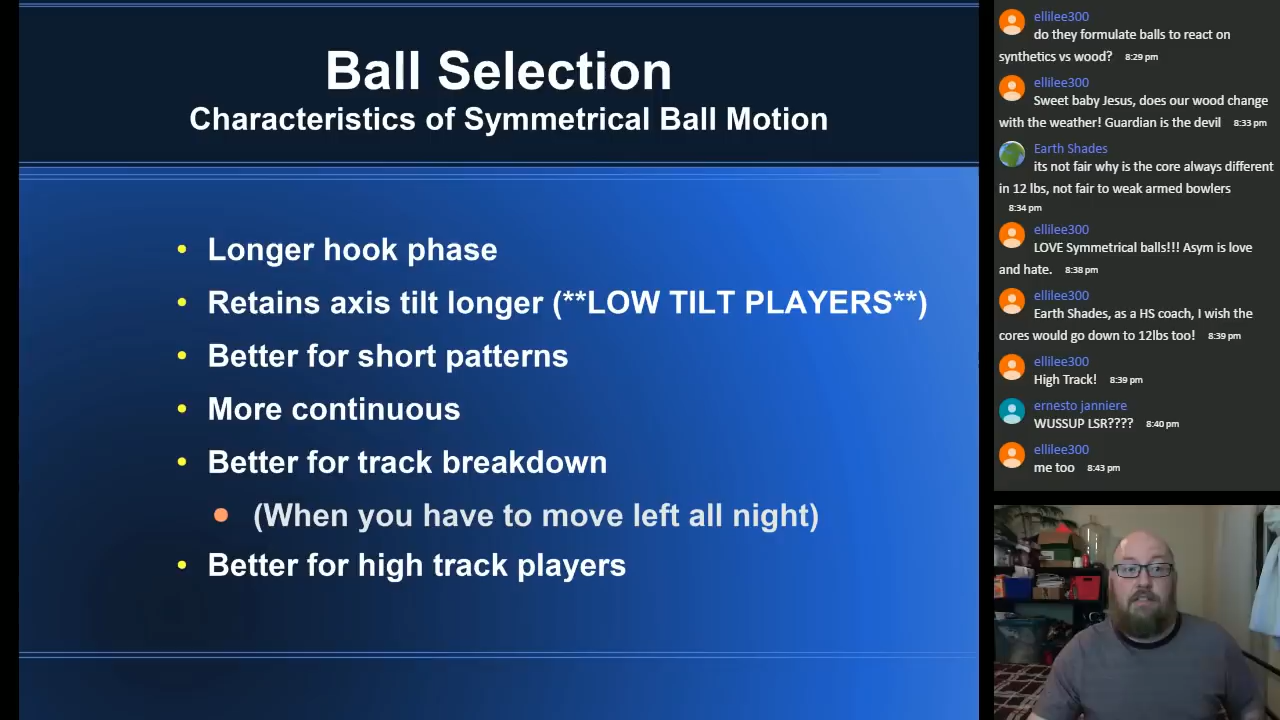 Ball Selection
Characteristics of Symmetrical Ball Motion
• Longer hook phase
• Retains axis tilt longer (**LOW TILT PLAYERS**)
• Better for short patterns
• More continuous
• Better for track breakdown
• (When you have to move left all night)
• Better for high track players
ellilee300
do they formulate balls to react on
synthetics vs wood? 8:29 pm
ellilee300
Sweet baby Jesus, does our wood change
with the weather! Guardian is the devil 8:33 pm
Earth Shades
its not fair why is the core always different
in 12 lbs, not fair to weak armed bowlers
8:34 pm
ellilee300
LOVE Symmetrical balls!!! Asym is love
and hate. 8:38 pm
ellilee300
Earth Shades, as a HS coach, I wish the
cores would go down to 12lbs too! 8:39 pm
ellilee300
High Track! 8:39 pm
ernesto janniere
WUSSUP LSR???? 8:40 pm
ellilee300
me too 8:43 pm